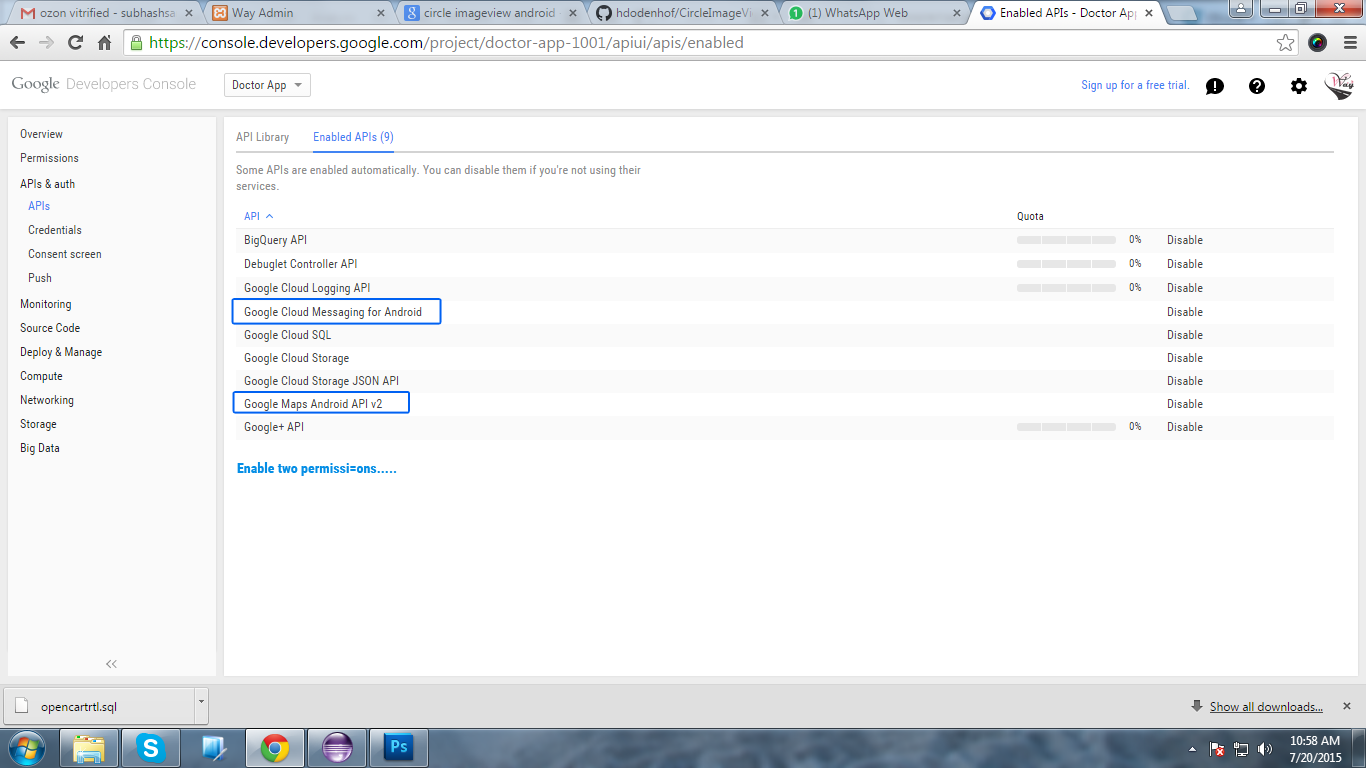 ozon vitrified - subhashsa
Way Admin
circle imageview android
hdodenhof/CircleImageVi
(1) WhatsApp Web
Enabled APIs - Doctor App
https://console.developers.google.com/project/doctor-app-1001/apiui/apis/enabled
Google Developers Console
Doctor App
Sign up for a free trial.
Overview
Permissions
APIs & auth
APIs
Credentials
Consent screen
Push
Monitoring
Source Code
Deploy & Manage
Compute
Networking
Storage
Big Data
API Library
Enabled APIs (9)
Some APIs are enabled automatically. You can disable them if you're not using their
services.
API Quota
BigQuery API 0% Disable
Debuglet Controller API 0% Disable
Google Cloud Logging API 0% Disable
Google Cloud Messaging for Android Disable
Google Cloud SQL Disable
Google Cloud Storage Disable
Google Cloud Storage JSON API Disable
Google Maps Android API v2 Disable
Google+ API 0% Disable
Enable two permissi=ons.....
opencartrtl.sql
Show all downloads...
Ps
10:58 AM
7/20/2015